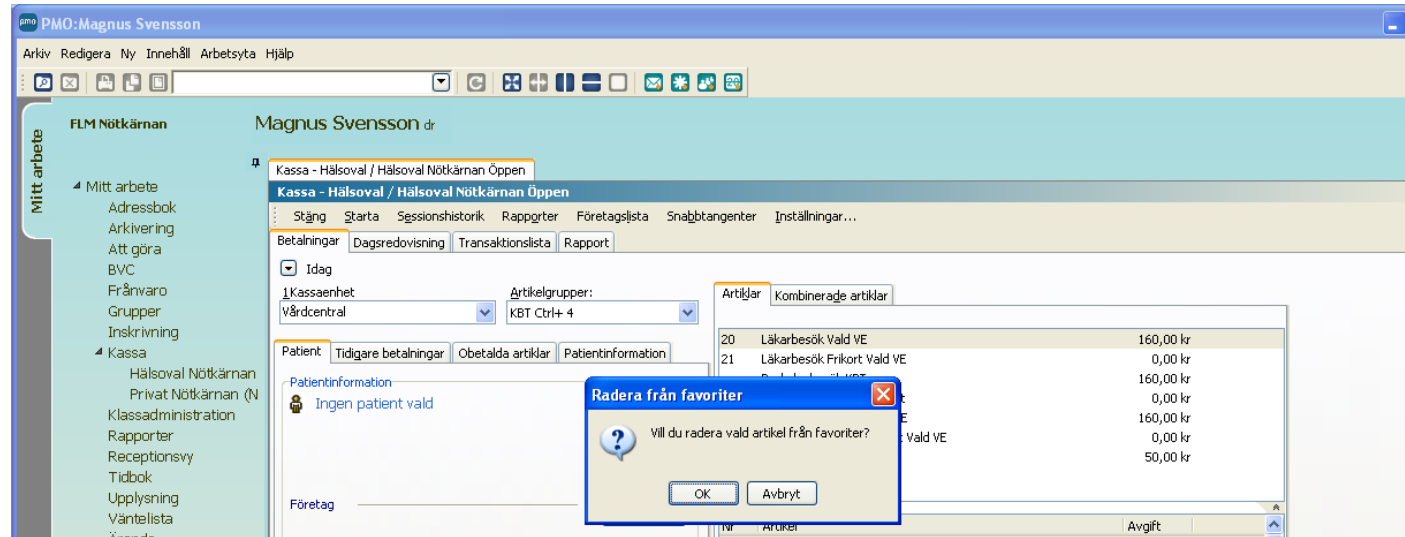 pmo PMO:Magnus Svensson
Arkiv Redigera Ny Innehåll Arbetsyta Hjälp
Mitt arbete
FLM Nötkärnan
Magnus Svensson dr
Mitt arbete
Adressbok
Arkivering
Att göra
BVC
Frånvaro
Grupper
Inskrivning
Kassa
Hälsoval Nötkärnan
Privat Nötkärnan (N
Klassadministration
Rapporter
Receptionsvy
Tidbok
Upplysning
Väntelista
Kassa - Hälsoval / Hälsoval Nötkärnan Öppen
Kassa - Hälsoval / Hälsoval Nötkärnan Öppen
Stäng Starta Sessionshistorik Rapporter Företagslista Snabbtangenter Inställningar...
Betalningar Dagsredovisning Transaktionslista Rapport
Idag
1Kassaenhet Artikelgrupper:
Vårdcentral KBT Ctrl+ 4
Patient Tidigare betalningar Obetalda artiklar Patientinformation
Patientinformation
Ingen patient vald
Företag
Artiklar Kombinerade artiklar
20 Läkarbesök Vald VE 160,00 kr
21 Läkarbesök Frikort Vald VE 0,00 kr
160,00 kr
0,00 kr
160,00 kr
Vald VE 0,00 kr
50,00 kr
Nr Artikel Avgift
Radera från favoriter
Vill du radera vald artikel från favoriter?
OK Avbryt